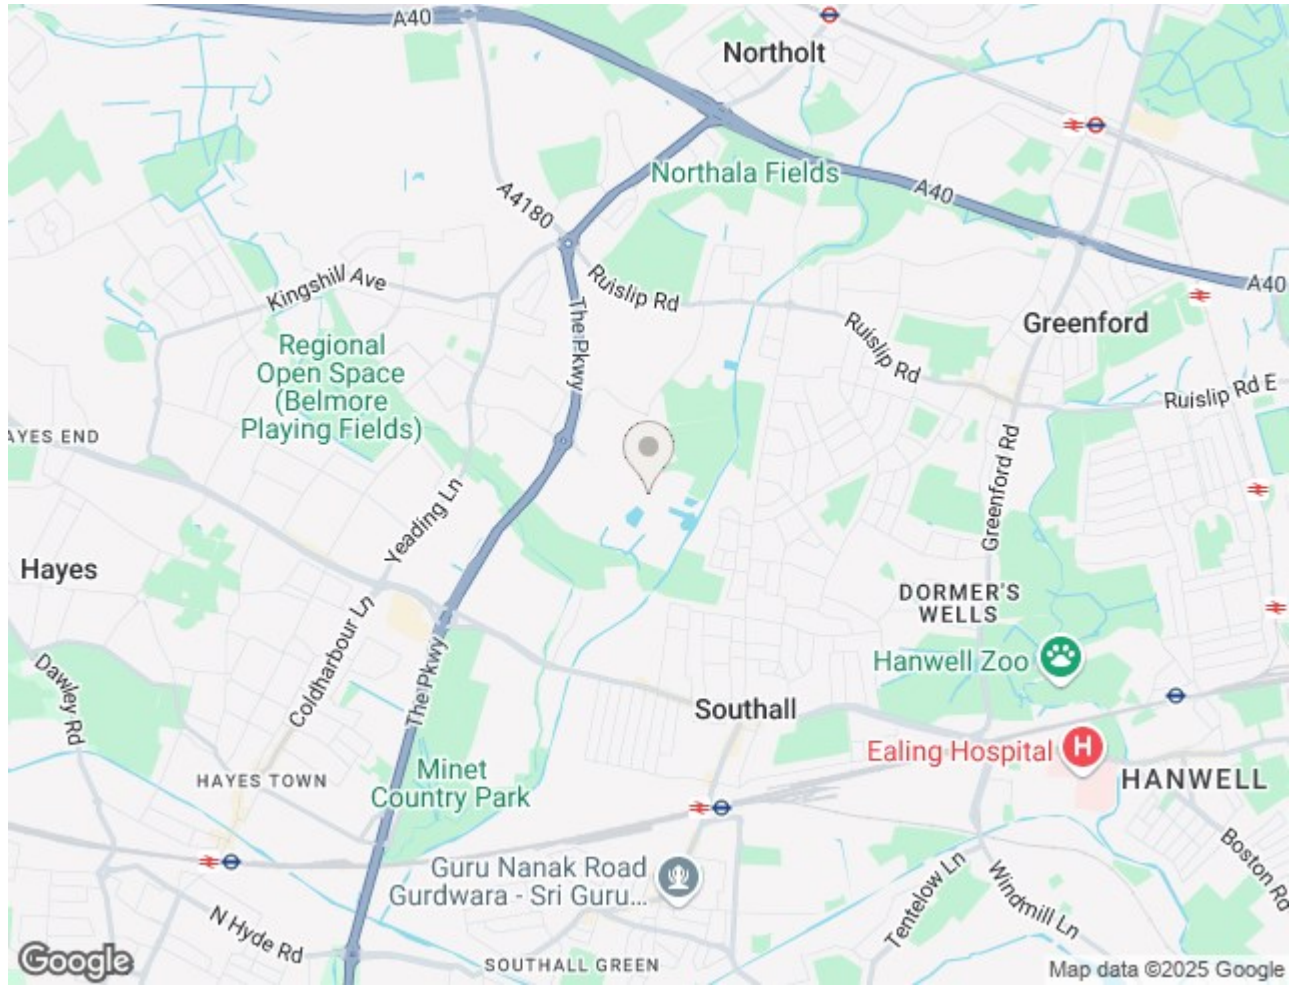 A40
Northolt
Northala Fields
A40
A4180
Kingshill Ave
Ruislip Rd
A40
The Pkwy
Ruislip Rd
Greenford
Regional
Open Space
(Belmore
Playing Fields)
Ruislip Rd E
AYES END
Greenford Rd
Yeading Ln
Hayes
DORMER'S
WELLS
Coldharbour Ln
Hanwell Zoo
Dawley Rd
The Pkwy
Southall
Ealing Hospital
H
HAYES TOWN
Minet
Country Park
HANWELL
Guru Nanak Road
Gurdwara - Sri Guru...
Boston Rd
Tentelow Ln
Windmill Ln
N Hyde Rd
SOUTHALL GREEN
Google
Map data ©2025 Google